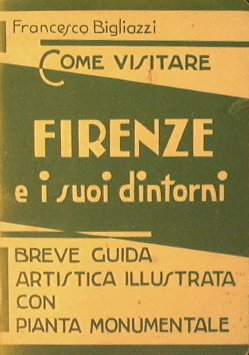 Francesco Bigliazzi
COME VISITARE
FIRENZE
e i suoi dintorni
BREVE GUIDA
ARTISTICA ILLUSTRATA
CON
PIANTA MONUMENTALE